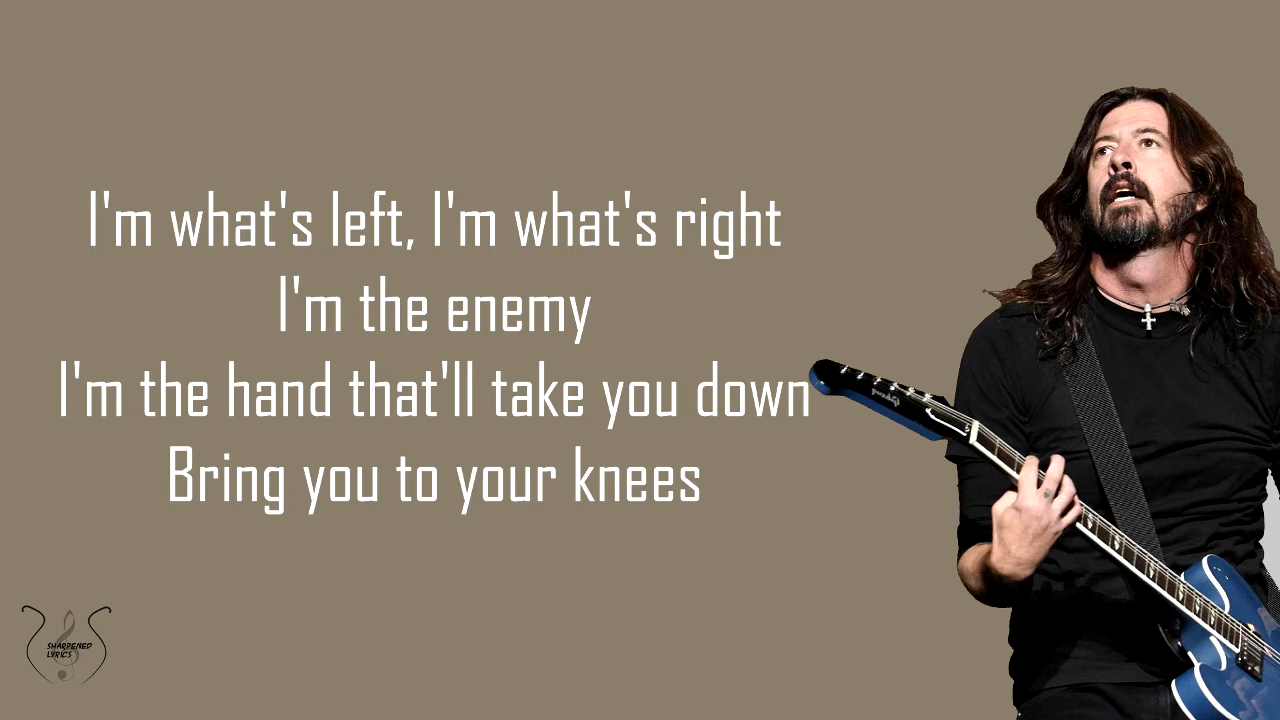 I'm what's left, I'm what's right
I'm the enemy
I'm the hand that'll take you down
Bring you to your knees
SHARPENED
LYRICS